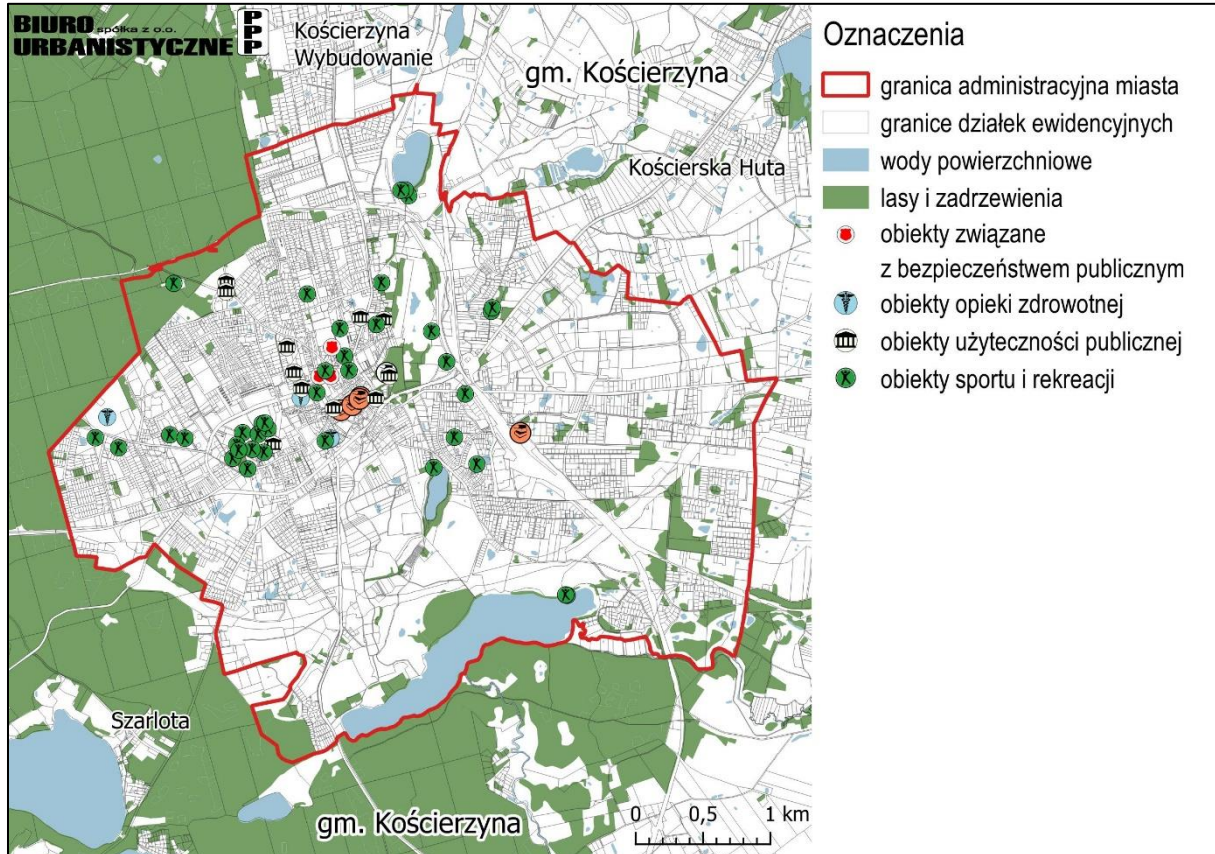 BIURO spółka z o.o.
URBANISTYCZNE
P
P
P
Kościerzyna
Wybudowanie
gm. Kościerzyna
Kościerska Huta
Szarlota
gm. Kościerzyna
0 0,5 1 km
Oznaczenia
granica administracyjna miasta
granice działek ewidencyjnych
wody powierzchniowe
lasy i zadrzewienia
obiekty związane
z bezpieczeństwem publicznym
obiekty opieki zdrowotnej
obiekty użyteczności publicznej
obiekty sportu i rekreacji